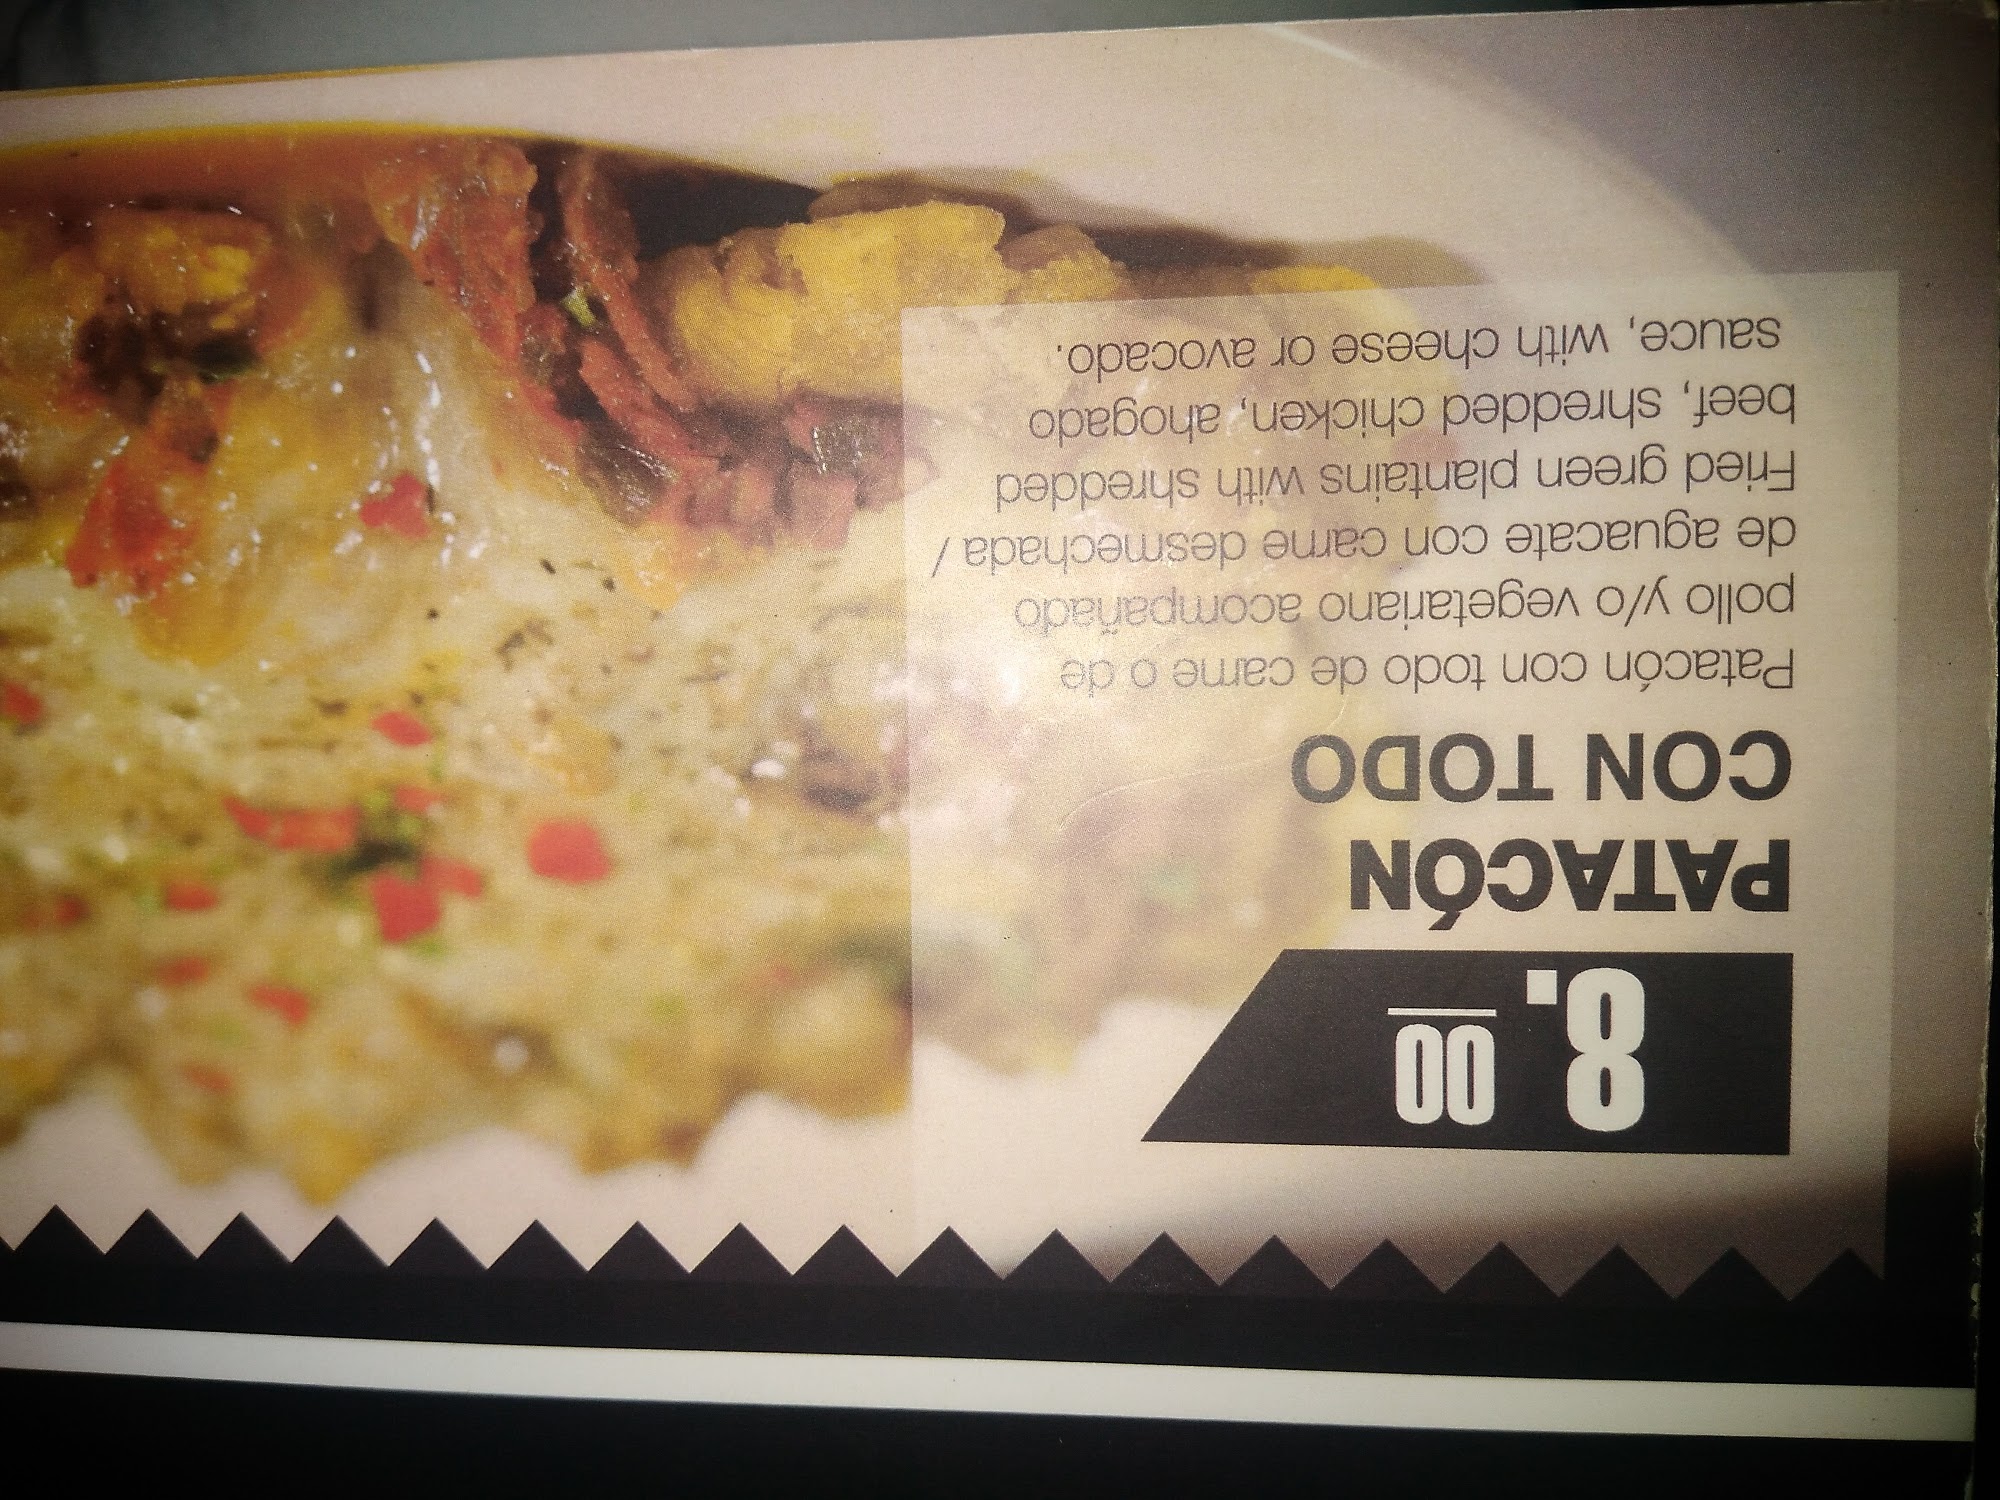 8.00
PATACÓN
CON TODO
Patacón con todo de carne o de
pollo y/o vegetariano acompañado
de aguacate con carne desmechada /
Fried green plantains with shredded
beef, shredded chicken, ahogado
sauce, with cheese or avocado.